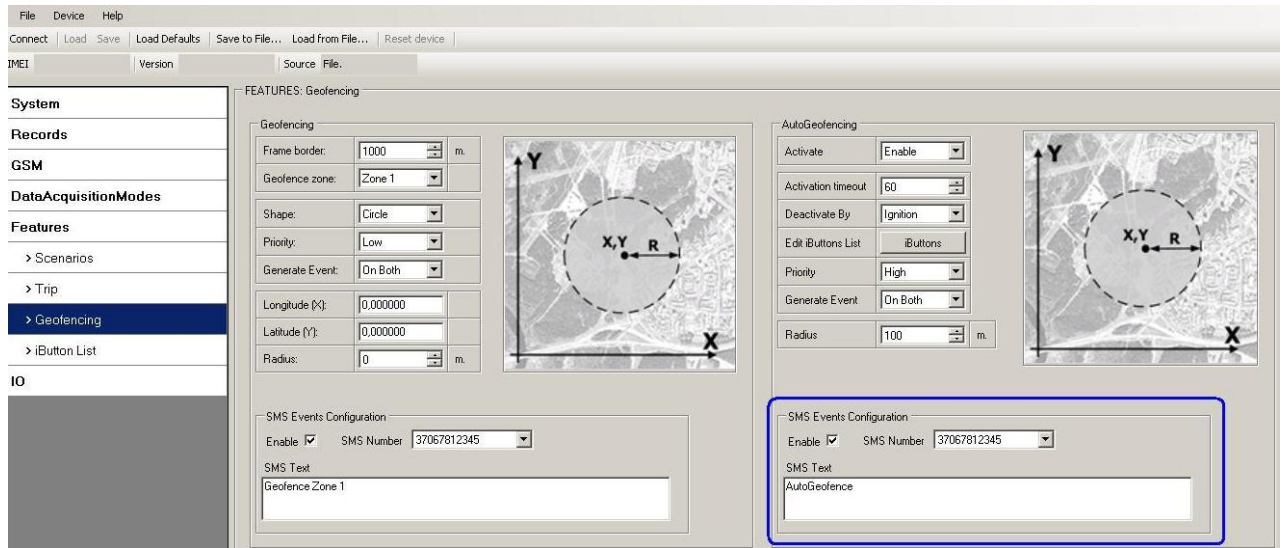 File Device Help
Connect Load Save Load Defaults Save to File... Load from File... Reset device
IMEI Version Source File.
System
Records
GSM
DataAcquisitionModes
Features
> Scenarios
> Trip
> Geofencing
> iButton List
IO
FEATURES: Geofencing
Geofencing
Frame border: 1000 m.
Geofence zone: Zone 1
Shape: Circle
Priority: Low
Generate Event: On Both
Longitude (X): 0,000000
Latitude (Y): 0,000000
Radius: 0 m.
Y
X,Y R
X
SMS Events Configuration
Enable SMS Number 37067812345
SMS Text
Geofence Zone 1
AutoGeofencing
Activate Enable
Activation timeout 60
Deactivate By Ignition
Edit iButtons List iButtons
Priority High
Generate Event On Both
Radius 100 m.
Y
X,Y R
X
SMS Events Configuration
Enable SMS Number 37067812345
SMS Text
AutoGeofence